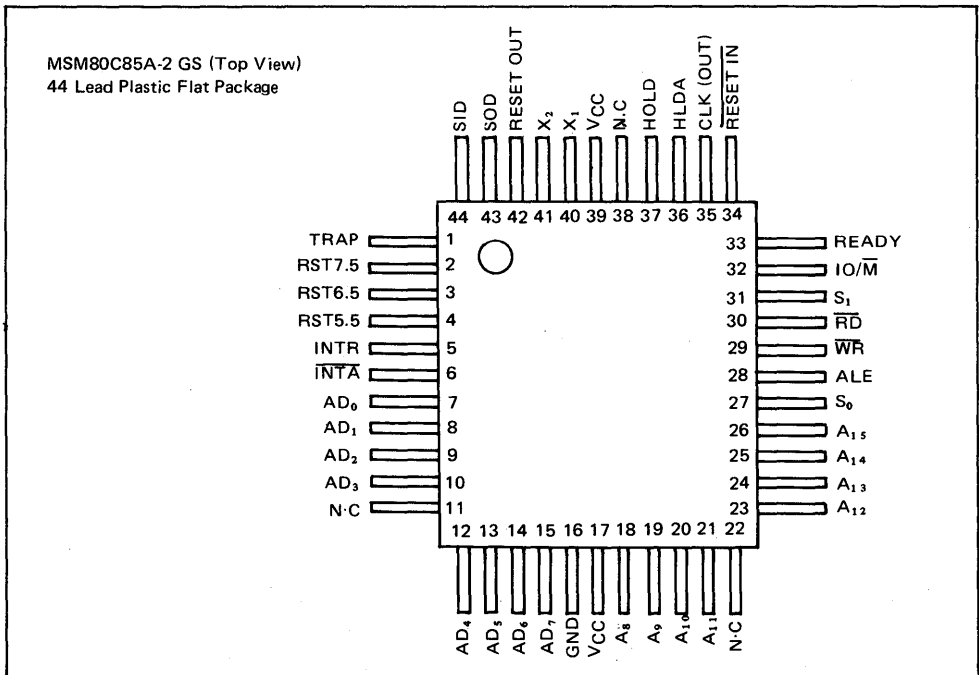 MSM80C85A-2 GS (Top View)
44 Lead Plastic Flat Package
SID
SOD
RESET OUT
X₂
X₁
VCC
N.C
HOLD
HLDA
CLK (OUT)
R̅E̅S̅E̅T̅ ̅I̅N̅
44 43 42 41 40 39 38 37 36 35 34
TRAP 1
RST7.5 2
RST6.5 3
RST5.5 4
INTR 5
I̅N̅T̅A̅ 6
AD₀ 7
AD₁ 8
AD₂ 9
AD₃ 10
N·C 11
33 READY
32 IO/M̅
31 S₁
30 R̅D̅
29 W̅R̅
28 ALE
27 S₀
26 A₁₅
25 A₁₄
24 A₁₃
23 A₁₂
12 13 14 15 16 17 18 19 20 21 22
AD₄
AD₅
AD₆
AD₇
GND
VCC
A₈
A₉
A₁₀
A₁₁
N·C